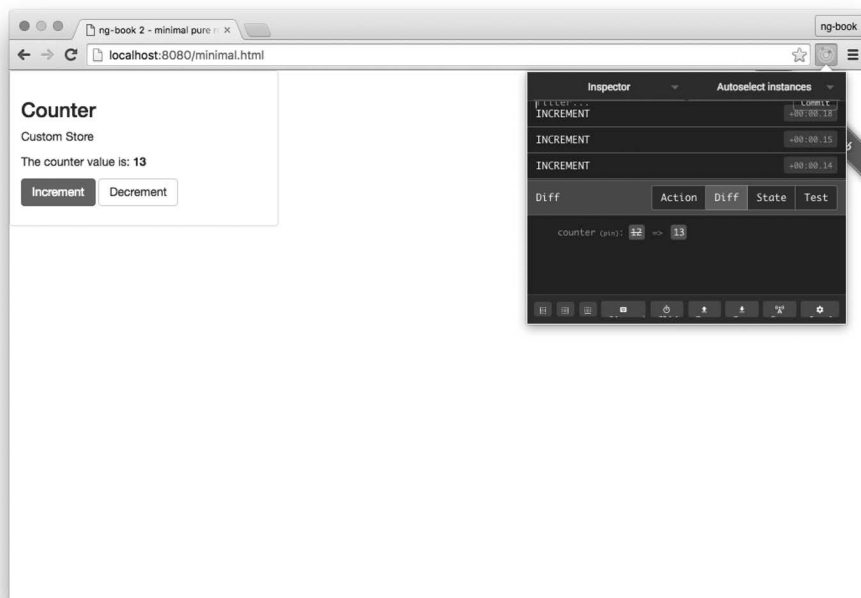 ng-book 2 - minimal pure r
ng-book
localhost:8080/minimal.html
Counter
Custom Store
The counter value is: 13
Increment Decrement
Inspector Autoselect instances
Commit
INCREMENT +00:00.18
INCREMENT +00:00.15
INCREMENT +00:00.14
Diff Action Diff State Test
counter (pin): 12 => 13